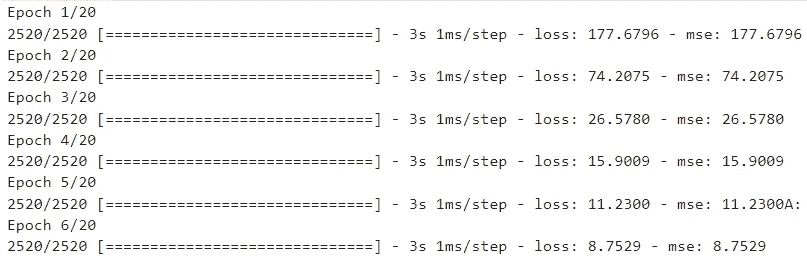 Epoch 1/20
2520/2520 [==============================] - 3s 1ms/step - loss: 177.6796 - mse: 177.6796
Epoch 2/20
2520/2520 [==============================] - 3s 1ms/step - loss: 74.2075 - mse: 74.2075
Epoch 3/20
2520/2520 [==============================] - 3s 1ms/step - loss: 26.5780 - mse: 26.5780
Epoch 4/20
2520/2520 [==============================] - 3s 1ms/step - loss: 15.9009 - mse: 15.9009
Epoch 5/20
2520/2520 [==============================] - 3s 1ms/step - loss: 11.2300 - mse: 11.2300A:
Epoch 6/20
2520/2520 [==============================] - 3s 1ms/step - loss: 8.7529 - mse: 8.7529